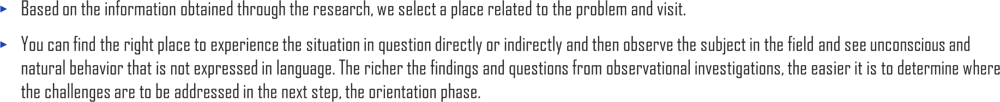 ▸ Based on the information obtained through the research, we select a place related to the problem and visit.
▸ You can find the right place to experience the situation in question directly or indirectly and then observe the subject in the field and see unconscious and
natural behavior that is not expressed in language. The richer the findings and questions from observational investigations, the easier it is to determine where
the challenges are to be addressed in the next step, the orientation phase.